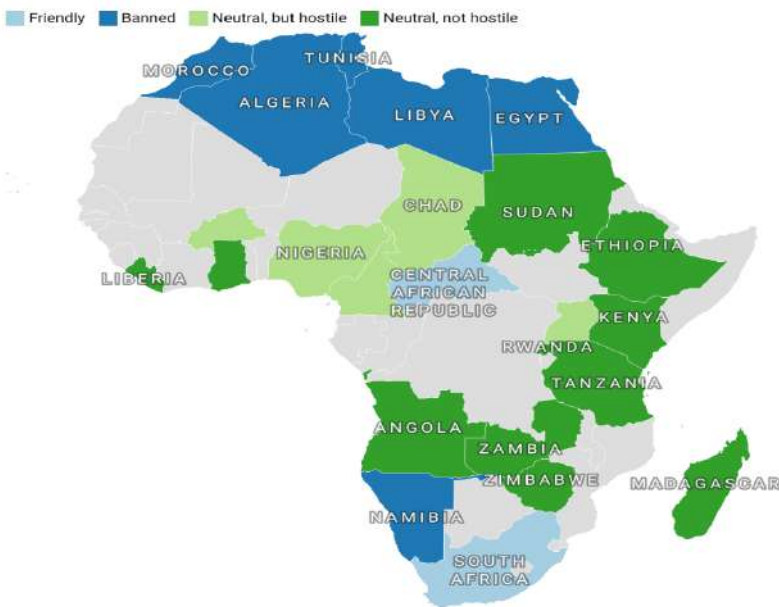 Friendly Banned Neutral, but hostile Neutral, not hostile
TUNISIA
MOROCCO
ALGERIA
LIBYA
EGYPT
CHAD
SUDAN
NIGERIA
ETHIOPIA
LIBERIA
CENTRAL
AFRICAN
REPUBLIC
KENYA
RWANDA
TANZANIA
ANGOLA
ZAMBIA
ZIMBABWE
MADAGASCAR
NAMIBIA
SOUTH
AFRICA